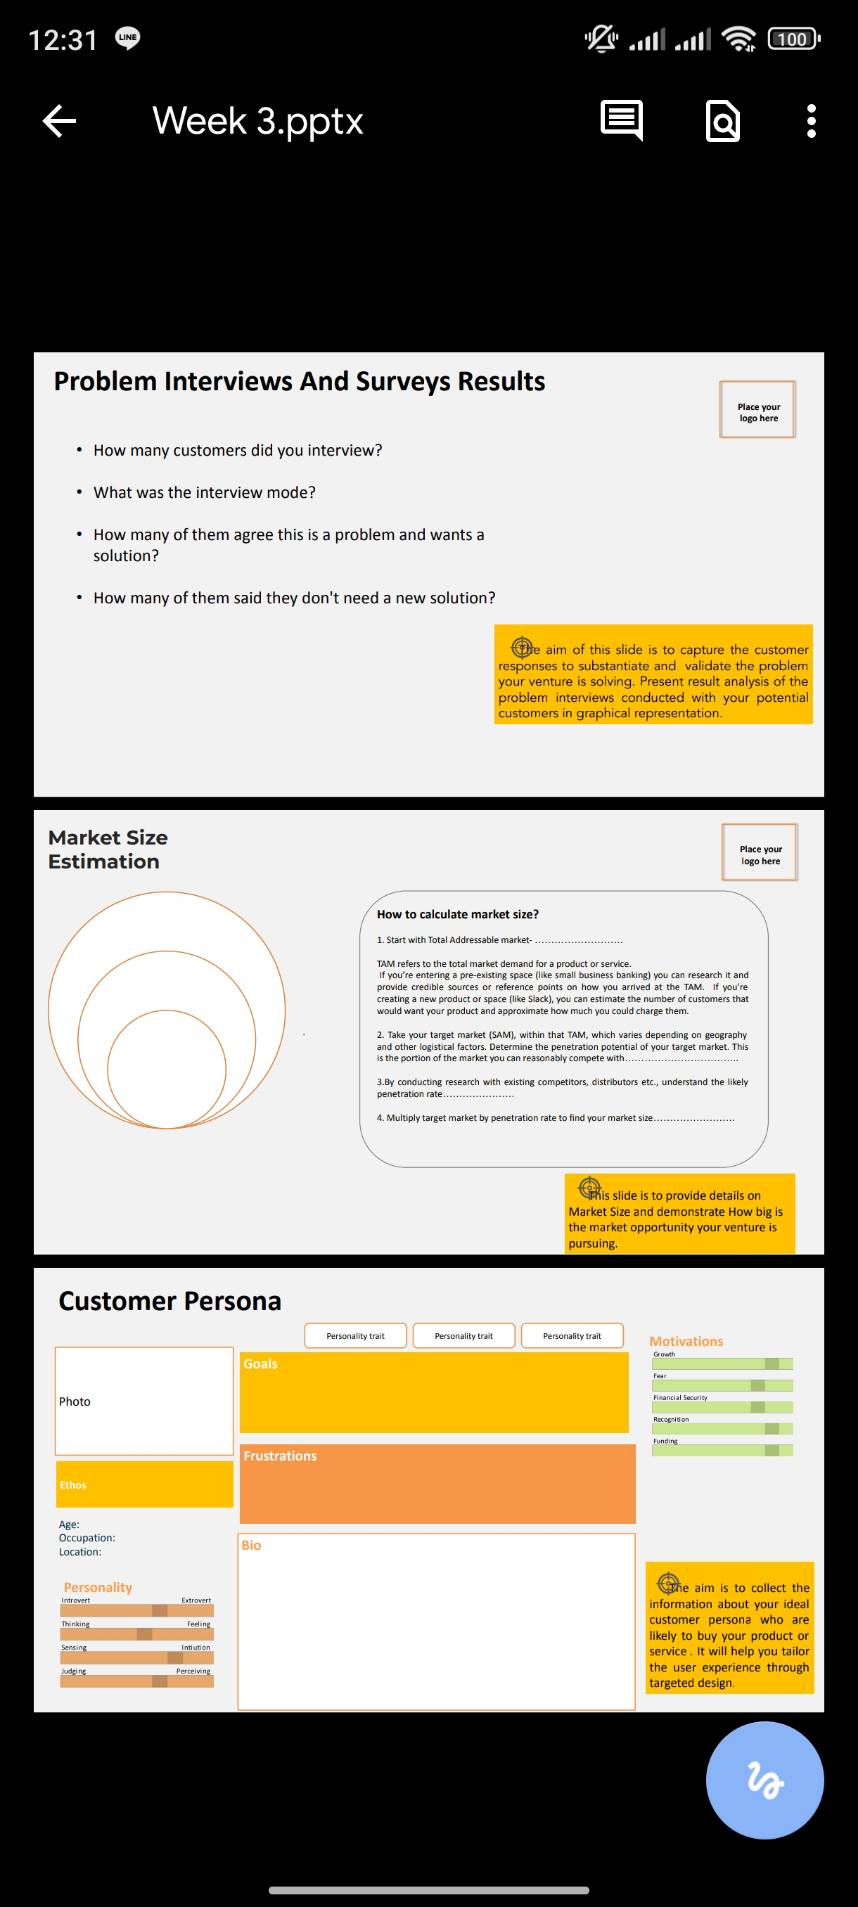 12:31
LINE
100
Week 3.pptx
Problem Interviews And Surveys Results
Place your
logo here
• How many customers did you interview?
• What was the interview mode?
• How many of them agree this is a problem and wants a
solution?
• How many of them said they don't need a new solution?
The aim of this slide is to capture the customer
responses to substantiate and validate the problem
your venture is solving. Present result analysis of the
problem interviews conducted with your potential
customers in graphical representation.
Market Size
Estimation
Place your
logo here
How to calculate market size?
1. Start with Total Addressable market- ...........................
TAM refers to the total market demand for a product or service.
If you're entering a pre-existing space (like small business banking) you can research it and
provide credible sources or reference points on how you arrived at the TAM. If you're
creating a new product or space (like Slack), you can estimate the number of customers that
would want your product and approximate how much you could charge them.
2. Take your target market (SAM), within that TAM, which varies depending on geography
and other logistical factors. Determine the penetration potential of your target market. This
is the portion of the market you can reasonably compete with...................................
3.By conducting research with existing competitors, distributors etc., understand the likely
penetration rate......................
4. Multiply target market by penetration rate to find your market size.........................
This slide is to provide details on
Market Size and demonstrate How big is
the market opportunity your venture is
pursuing.
Customer Persona
Personality trait
Personality trait
Personality trait
Photo
Ethos
Age:
Occupation:
Location:
Personality
Introvert Extrovert
Thinking Feeling
Sensing Intiution
Judging Perceiving
Goals
Frustrations
Bio
Motivations
Growth
Fear
Financial Security
Recognition
Funding
The aim is to collect the
information about your ideal
customer persona who are
likely to buy your product or
service . It will help you tailor
the user experience through
targeted design.